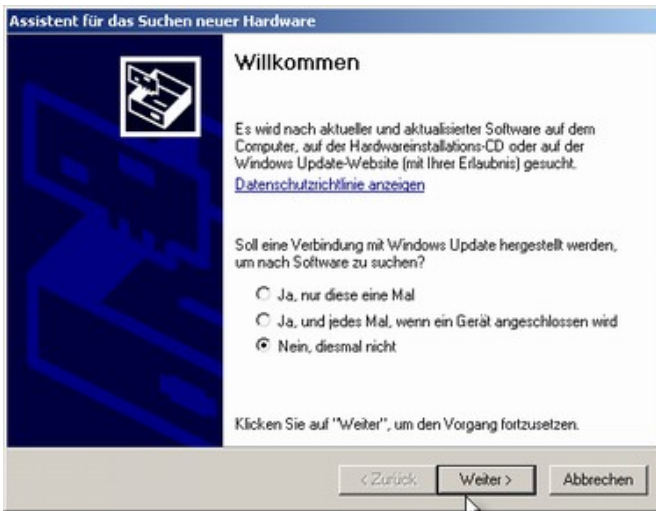 Assistent für das Suchen neuer Hardware
Willkommen
Es wird nach aktueller und aktualisierter Software auf dem
Computer, auf der Hardwareinstallations-CD oder auf der
Windows Update-Website (mit Ihrer Erlaubnis) gesucht.
Datenschutzrichtlinie anzeigen
Soll eine Verbindung mit Windows Update hergestellt werden,
um nach Software zu suchen?
Ja, nur diese eine Mal
Ja, und jedes Mal, wenn ein Gerät angeschlossen wird
Nein, diesmal nicht
Klicken Sie auf "Weiter", um den Vorgang fortzusetzen.
< Zurück Weiter > Abbrechen